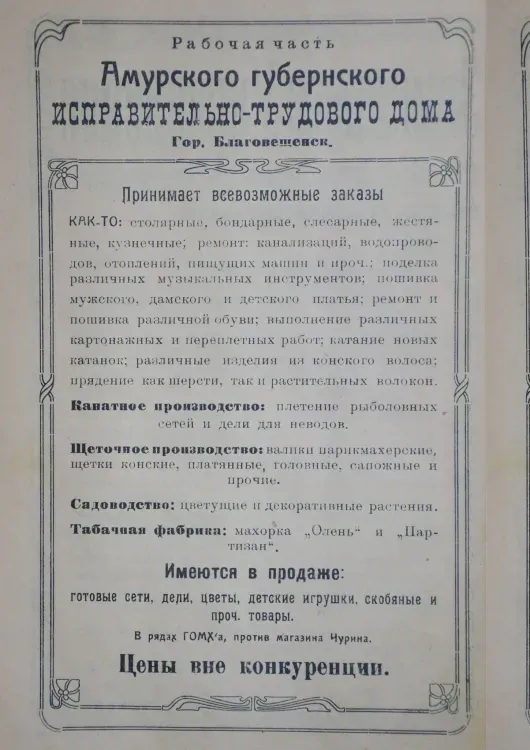 Рабочая часть
Амурского губернского
ИСПРАВИТЕЛЬНО-ТРУДОВОГО ДОМА
Гор. Благовещенск.
Принимает всевозможные заказы
КАК-ТО: столярные, бондарные, слесарные, жестя-
ные, кузнечные; ремонт: канализаций, водопрово-
дов, отоплений, пищущих машин и проч.; поделка
различных музыкальных инструментов; пошивка
мужского, дамского и детского платья; ремонт и
пошивка различной обуви; выполнение различных
картонажных и переплетных работ; катание новых
катанок; различные изделия из конского волоса;
прядение как шерсти, так и растительных волокон.
Канатное производство: плетение рыболовных
сетей и дели для неводов.
Щеточное производство: валики парикмахерские,
щетки конские, платянные, головные, сапожные и
прочие.
Садоводство: цветущие и декоративные растения.
Табачная фабрика: махорка „Олень“ и „Пар-
тизан“.
Имеются в продаже:
готовые сети, дели, цветы, детские игрушки, скобяные и
проч. товары.
В рядах ГОМХ'а, против магазина Чурина.
Цены вне конкуренции.